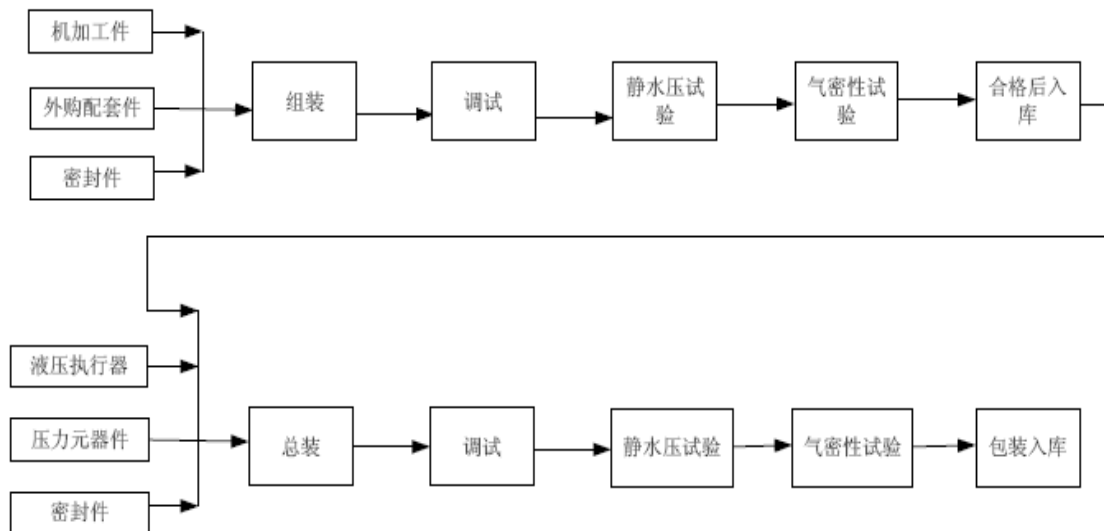 机加工件
外购配套件
密封件
组装
调试
静水压试
验
气密性试
验
合格后入
库
液压执行器
压力元器件
密封件
总装
调试
静水压试验
气密性试验
包装入库